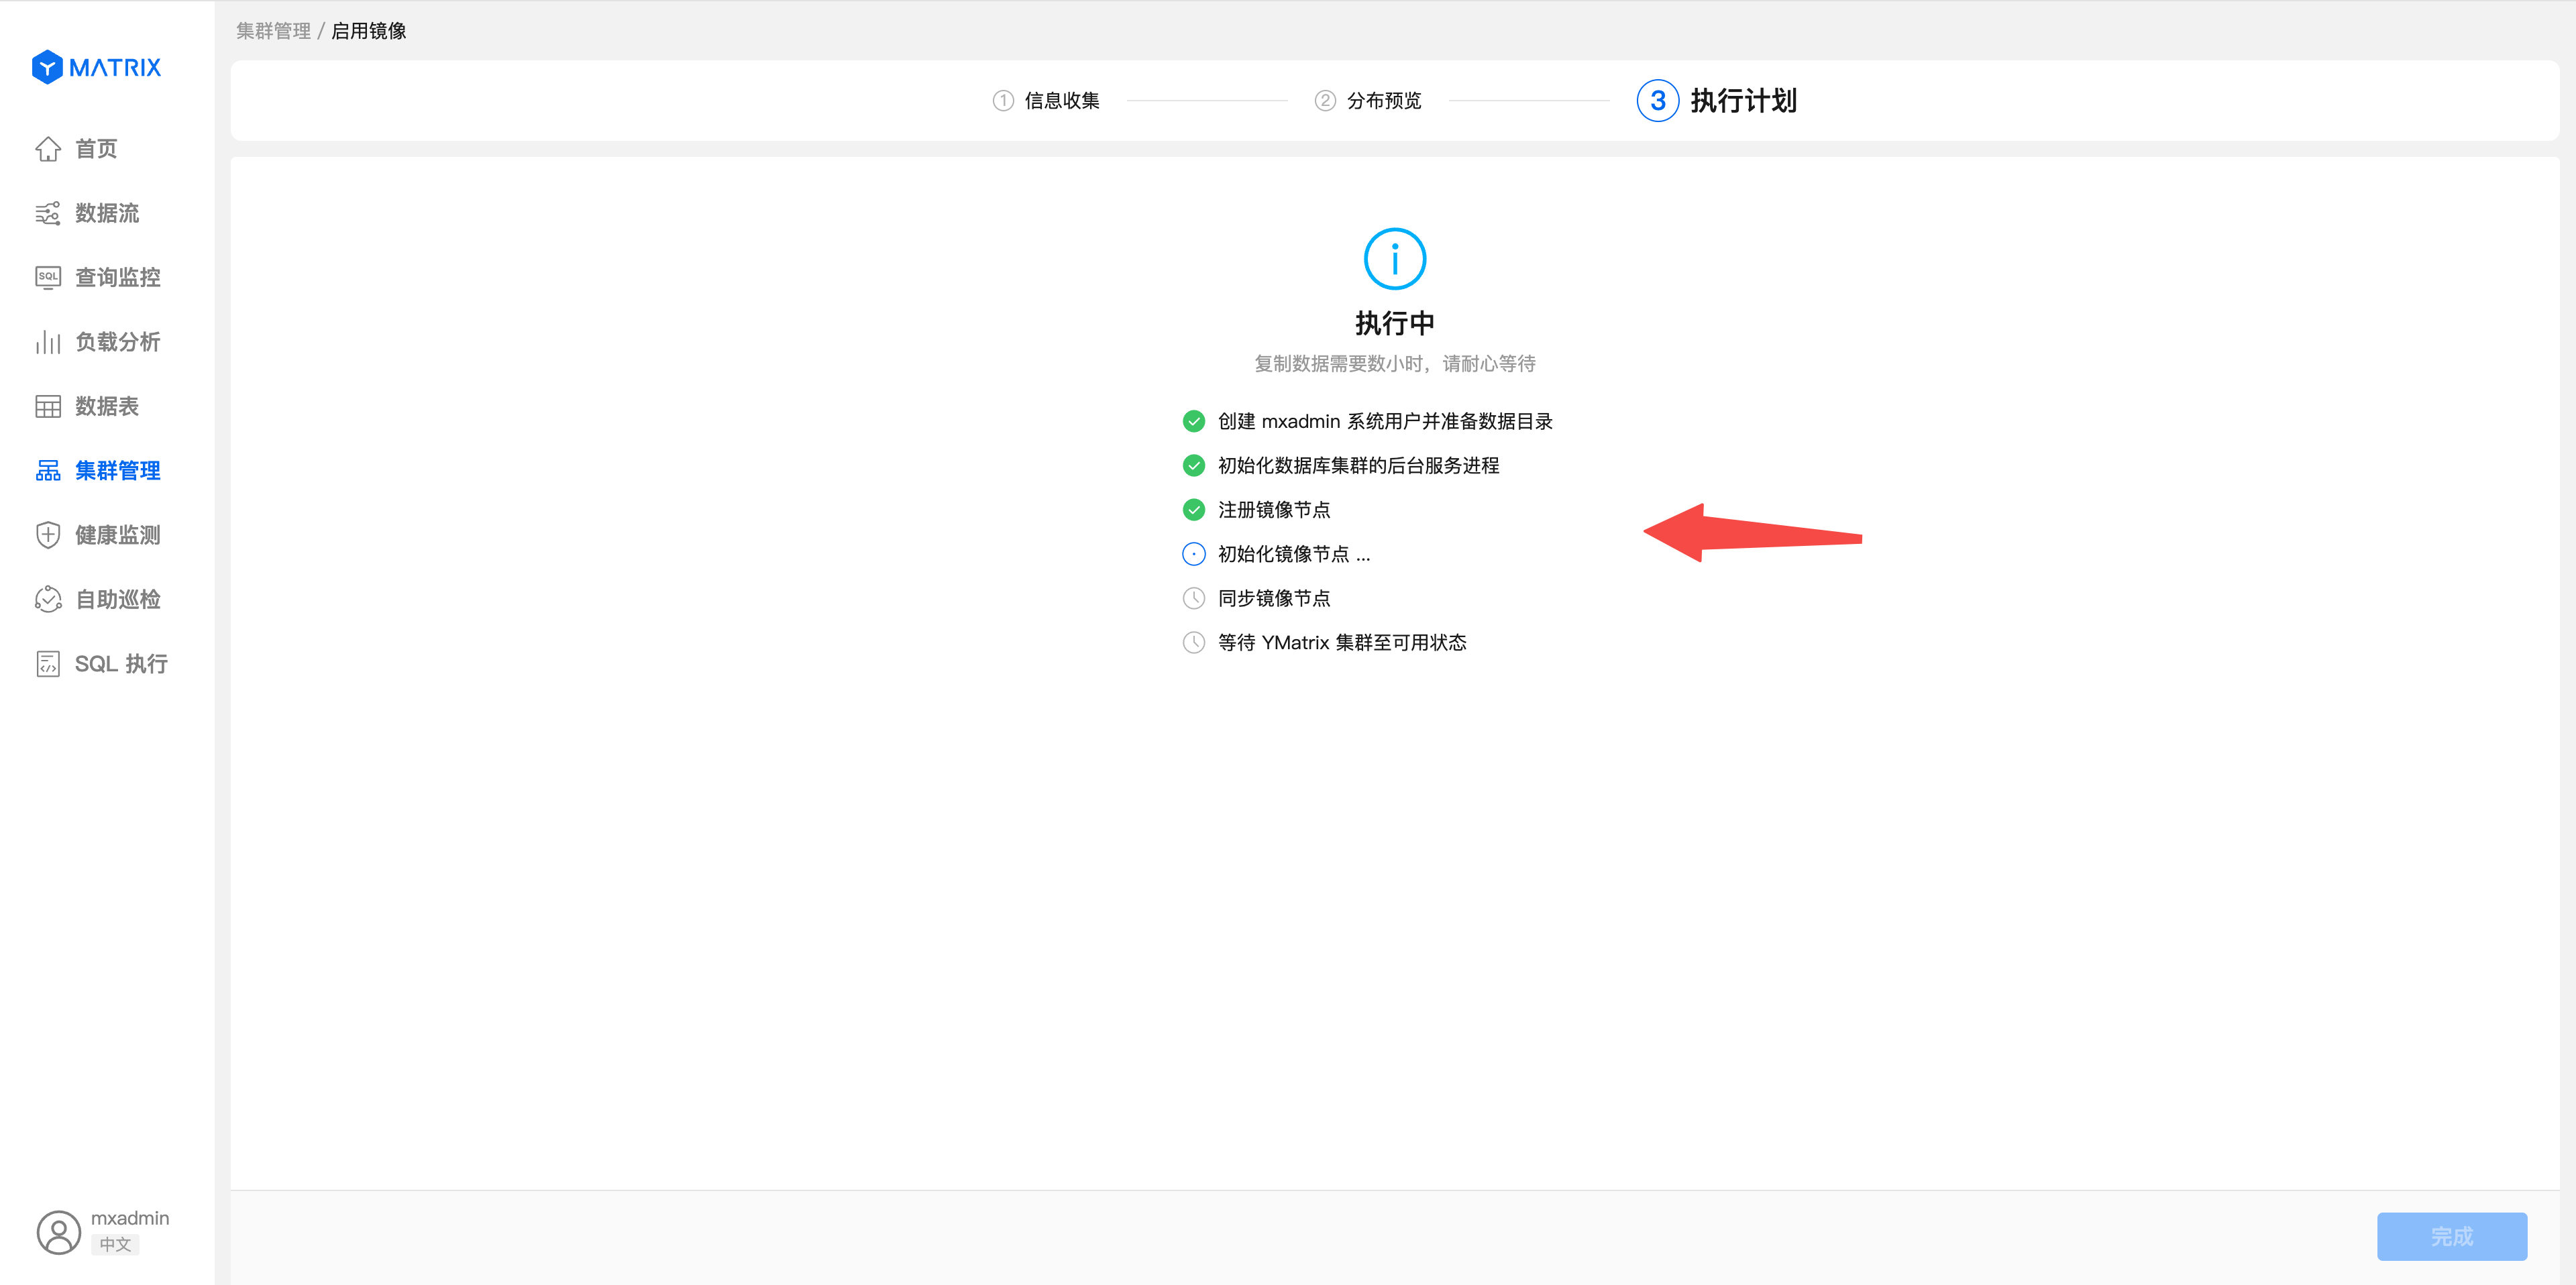 集群管理 / 启用镜像
YMATRIX
1 信息收集
2 分布预览
3 执行计划
首页
数据流
SQL 查询监控
负载分析
数据表
集群管理
健康监测
自助巡检
SQL 执行
执行中
复制数据需要数小时，请耐心等待
创建 mxadmin 系统用户并准备数据目录
初始化数据库集群的后台服务进程
注册镜像节点
初始化镜像节点 ...
同步镜像节点
等待 YMatrix 集群至可用状态
mxadmin
中文
完成